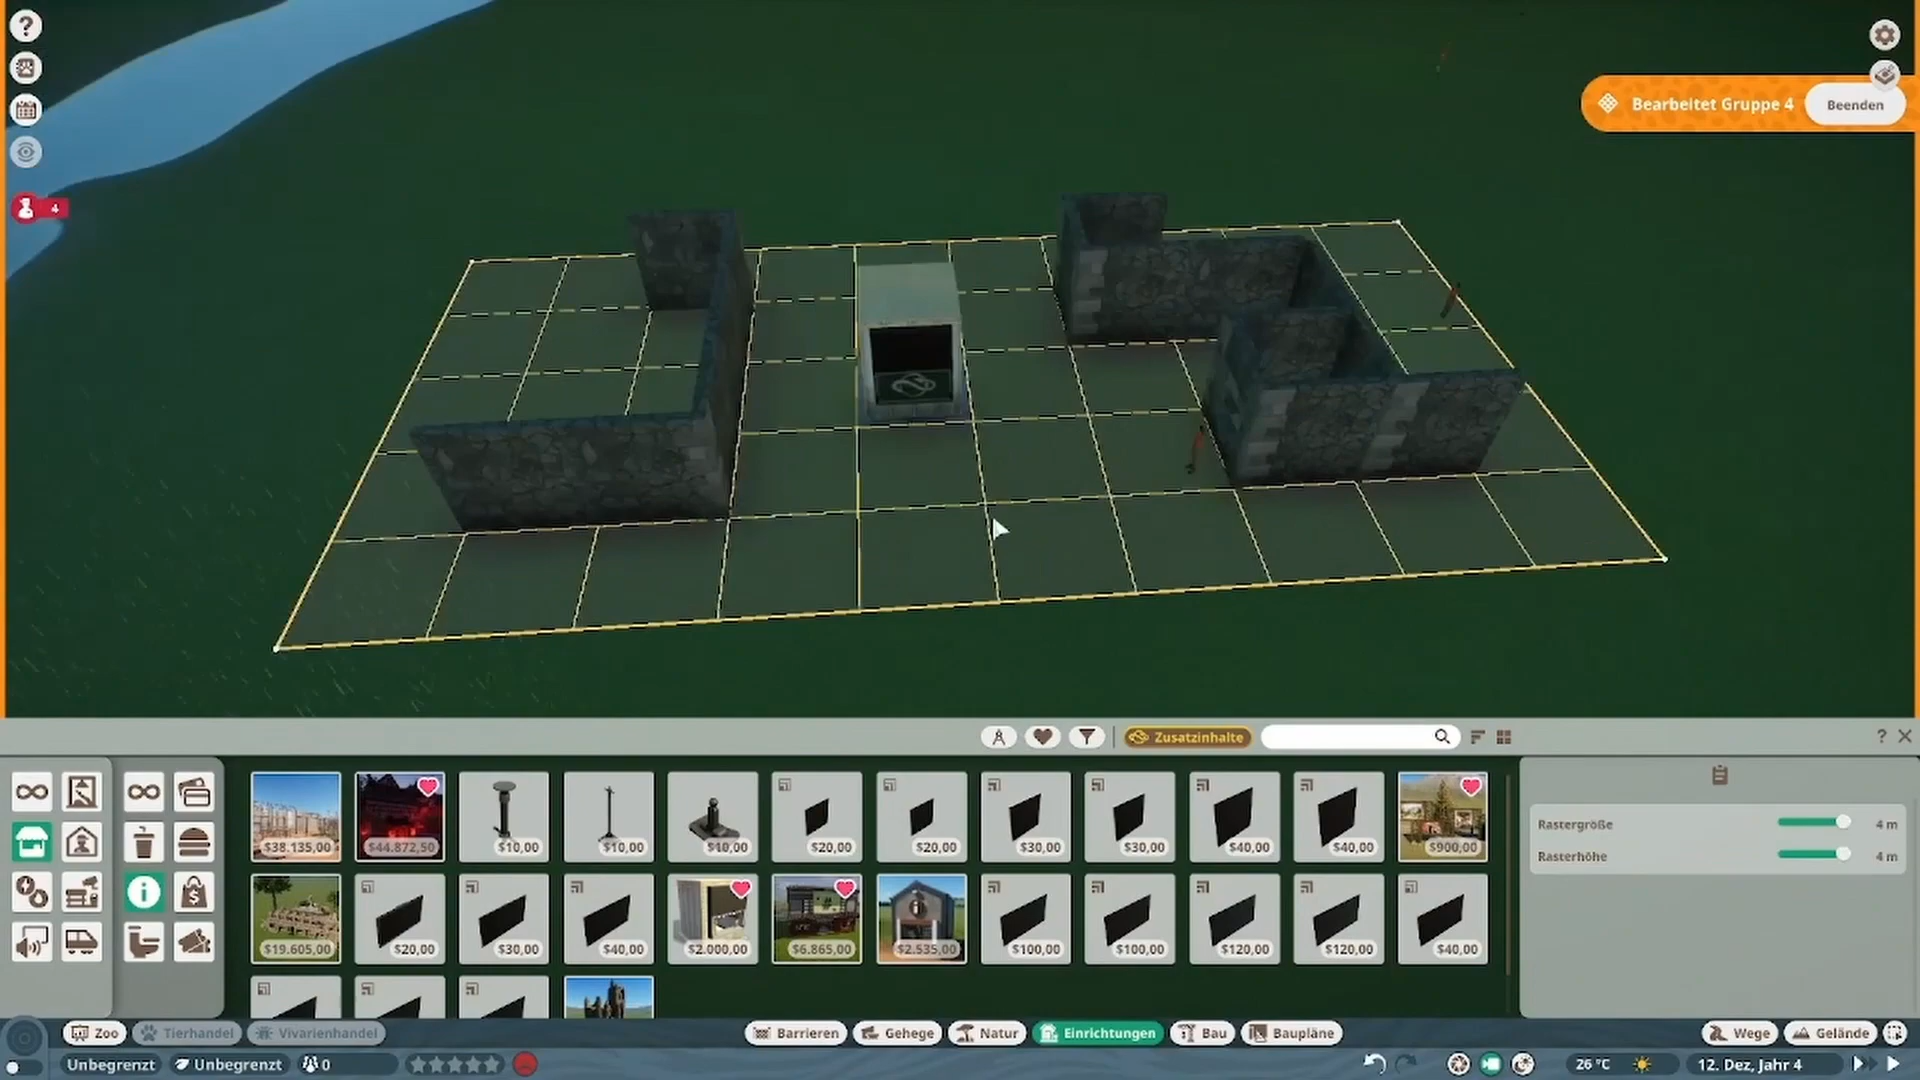 ?
4
Bearbeitet Gruppe 4
Beenden
Zusatzinhalte
?
$38.135,00
$44.872,50
$10,00
$10,00
$10,00
$20,00
$20,00
$30,00
$30,00
$40,00
$40,00
$900,00
$19.605,00
$20,00
$30,00
$40,00
$2.000,00
$6.865,00
$2.535,00
$100,00
$100,00
$120,00
$120,00
$40,00
Rastergröße
4 m
Rasterhöhe
4 m
Zoo
Tierhandel
Vivarienhandel
Barrieren
Gehege
Natur
Einrichtungen
Bau
Baupläne
Wege
Gelände
Unbegrenzt
Unbegrenzt
0
26 °C
12. Dez, Jahr 4